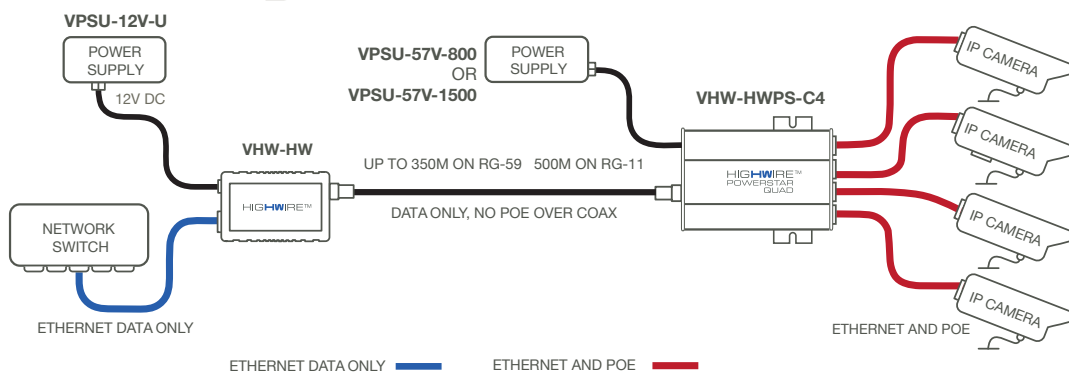 VPSU-12V-U
POWER
SUPPLY
12V DC
VPSU-57V-800
OR
VPSU-57V-1500
POWER
SUPPLY
VHW-HWPS-C4
VHW-HW
UP TO 350M ON RG-59 500M ON RG-11
HIGHWIRE™
DATA ONLY, NO POE OVER COAX
HIGHWIRE™
POWERSTAR
QUAD
NETWORK
SWITCH
ETHERNET DATA ONLY
IP CAMERA
IP CAMERA
IP CAMERA
IP CAMERA
ETHERNET AND POE
ETHERNET DATA ONLY
ETHERNET AND POE